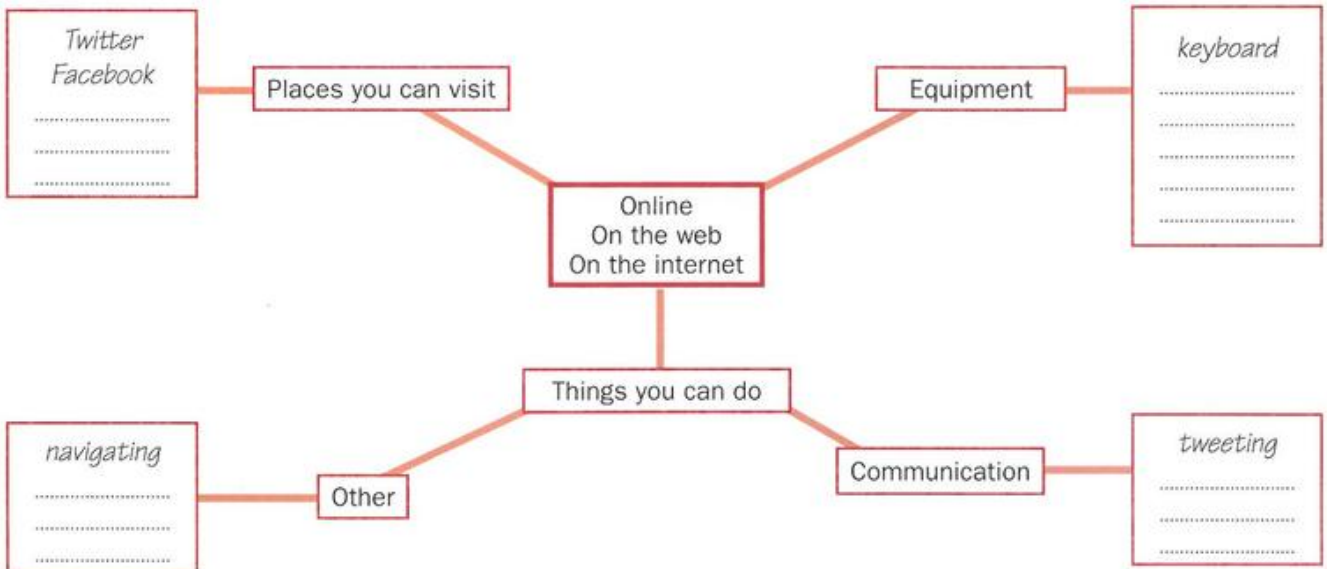 Twitter
Facebook
Places you can visit
Equipment
keyboard
Online
On the web
On the internet
Things you can do
navigating
Other
Communication
tweeting